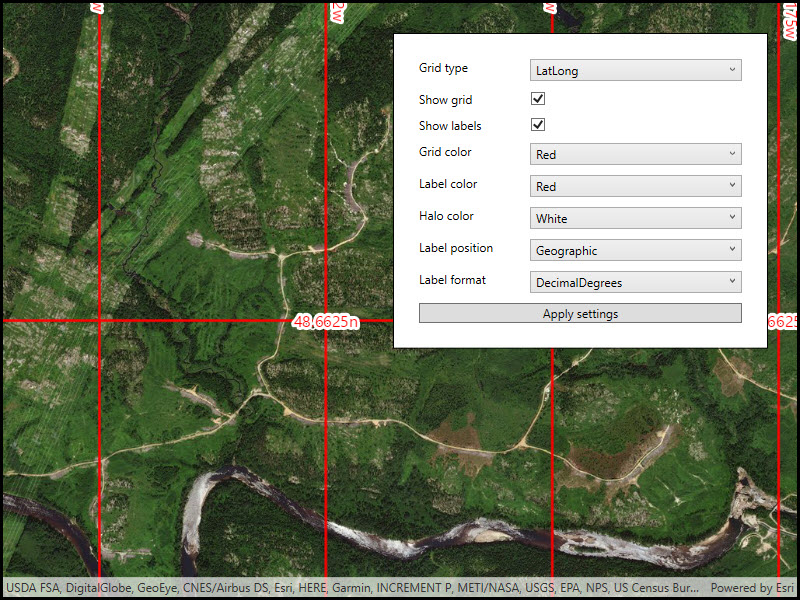 w
2w
w
175w
Grid type
LatLong
Show grid
Show labels
Grid color
Red
Label color
Red
Halo color
White
Label position
Geographic
Label format
DecimalDegrees
Apply settings
48,6625n
6625
USDA FSA, DigitalGlobe, GeoEye, CNES/Airbus DS, Esri, HERE, Garmin, INCREMENT P, METI/NASA, USGS, EPA, NPS, US Census Bur... Powered by Esri